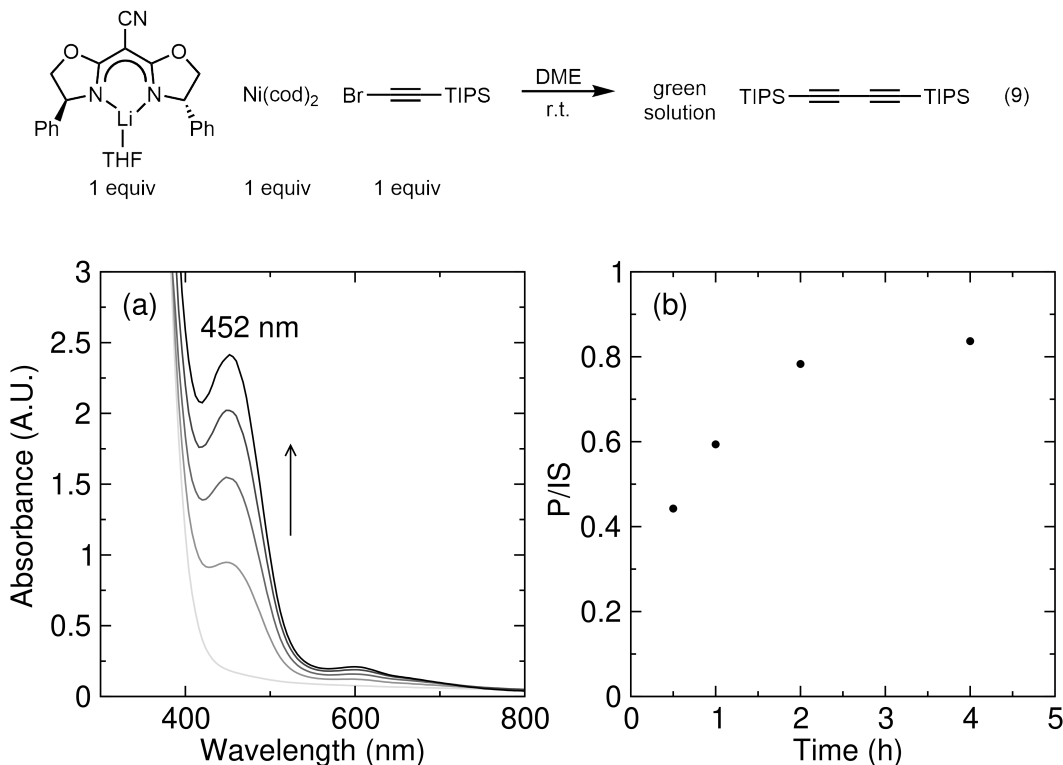 CN
O O
N N
Ph Li Ph
THF
1 equiv
Ni(cod)2
1 equiv
Br TIPS
1 equiv
DME
r.t.
green
solution
TIPS TIPS (9)
(a)
452 nm
Absorbance (A.U.)
3
2.5
2
1.5
1
0.5
0
400 600 800
Wavelength (nm)
(b)
P/IS
1
0.8
0.6
0.4
0.2
0
0 1 2 3 4 5
Time (h)